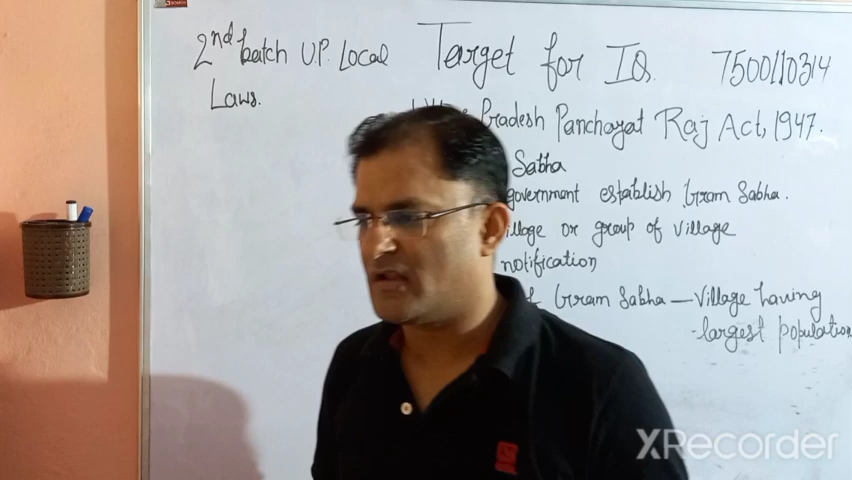 2nd batch U.P. Local
Laws.
Target for IQ. 7500110314
Pradesh Panchayat Raj Act, 1947.
Sabha
government establish Gram Sabha.
or group of village
notification
Gram Sabha — Village having
largest population
XRecorder